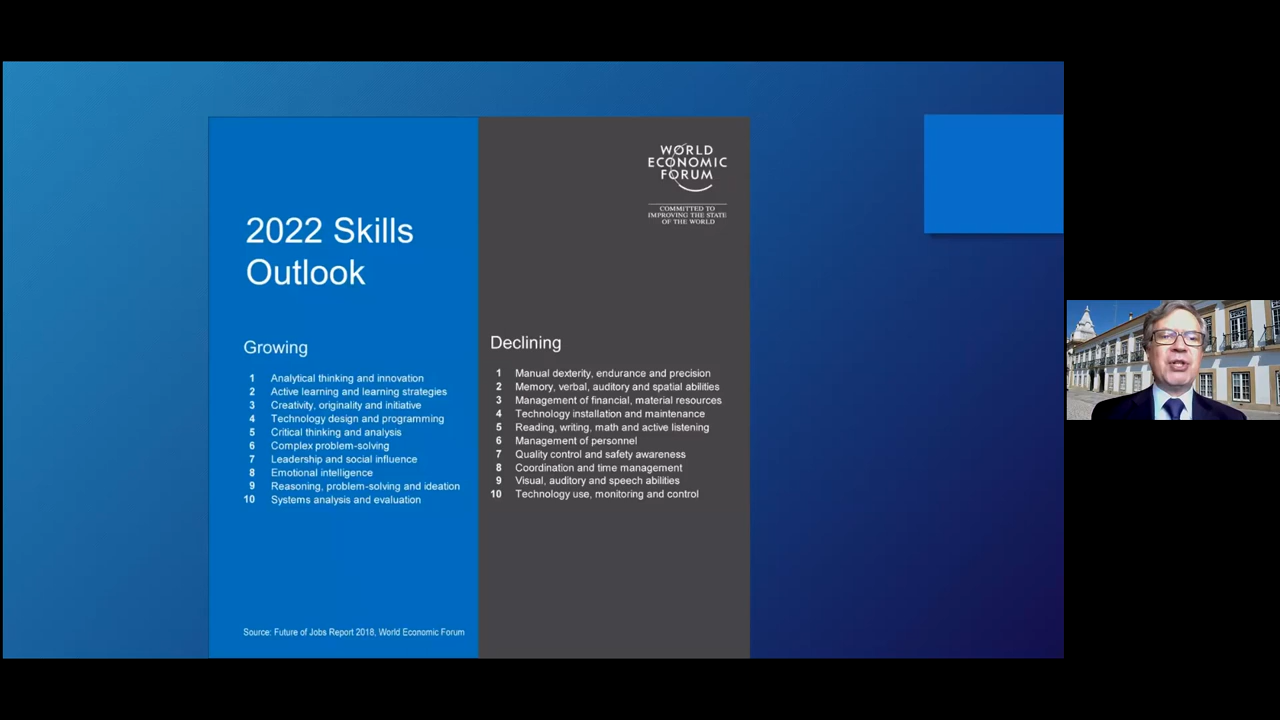 WORLD
ECONOMIC
FORUM
COMMITTED TO
IMPROVING THE STATE
OF THE WORLD
2022 Skills
Outlook
Growing
1 Analytical thinking and innovation
2 Active learning and learning strategies
3 Creativity, originality and initiative
4 Technology design and programming
5 Critical thinking and analysis
6 Complex problem-solving
7 Leadership and social influence
8 Emotional intelligence
9 Reasoning, problem-solving and ideation
10 Systems analysis and evaluation
Declining
1 Manual dexterity, endurance and precision
2 Memory, verbal, auditory and spatial abilities
3 Management of financial, material resources
4 Technology installation and maintenance
5 Reading, writing, math and active listening
6 Management of personnel
7 Quality control and safety awareness
8 Coordination and time management
9 Visual, auditory and speech abilities
10 Technology use, monitoring and control
Source: Future of Jobs Report 2018, World Economic Forum